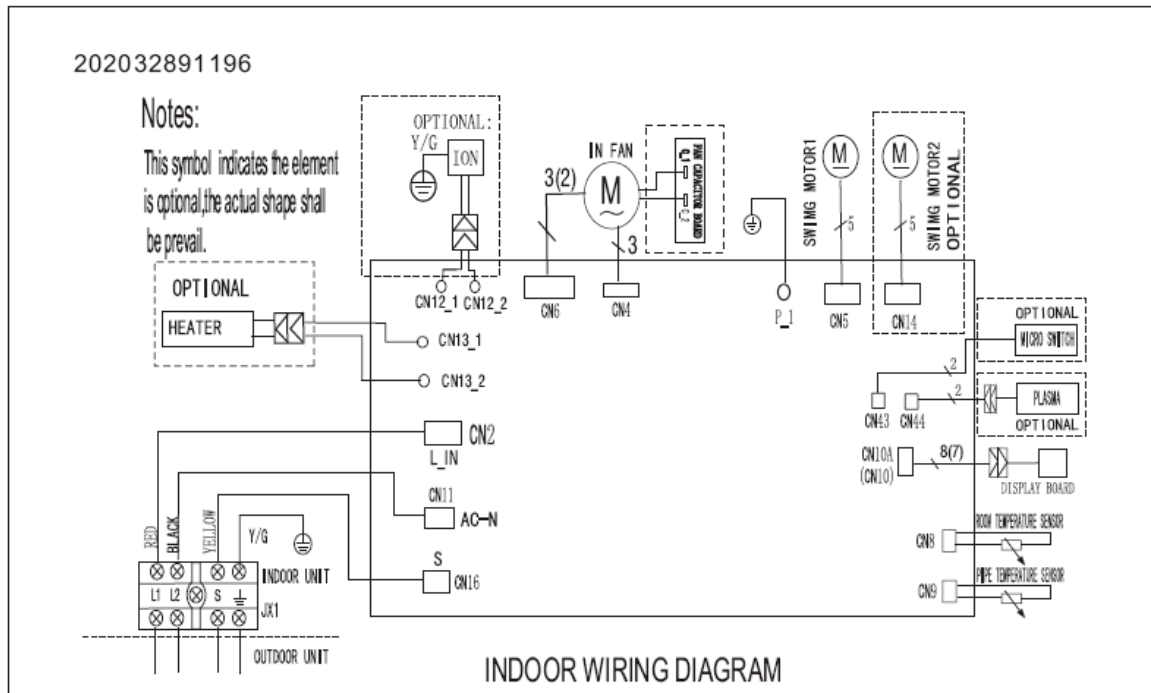 202032891196
Notes:
This symbol indicates the element
is optional,the actual shape shall
be prevail.
OPTIONAL:
Y/G
ION
CN12_1
CN12_2
IN FAN
M
3(2)
3
CN6
CN4
FAN CAPACITOR BOARD
P_1
M
SWIMG MOTOR1
5
CN5
M
SWIMG MOTOR2
OPTIONAL
5
CN14
OPTIONAL
HEATER
CN13_1
CN13_2
OPTIONAL
MICRO SWITCH
2
CN43
2
CN44
PLASMA
OPTIONAL
CN2
L_IN
CN10A
(CN10)
8(7)
DISPLAY BOARD
CN11
AC-N
RED
BLACK
YELLOW
Y/G
S
CN16
ROOM TEMPERATURE SENSOR
CN8
PIPE TEMPERATURE SENSOR
CN9
INDOOR UNIT
L1
L2
S
JX1
OUTDOOR UNIT
INDOOR WIRING DIAGRAM